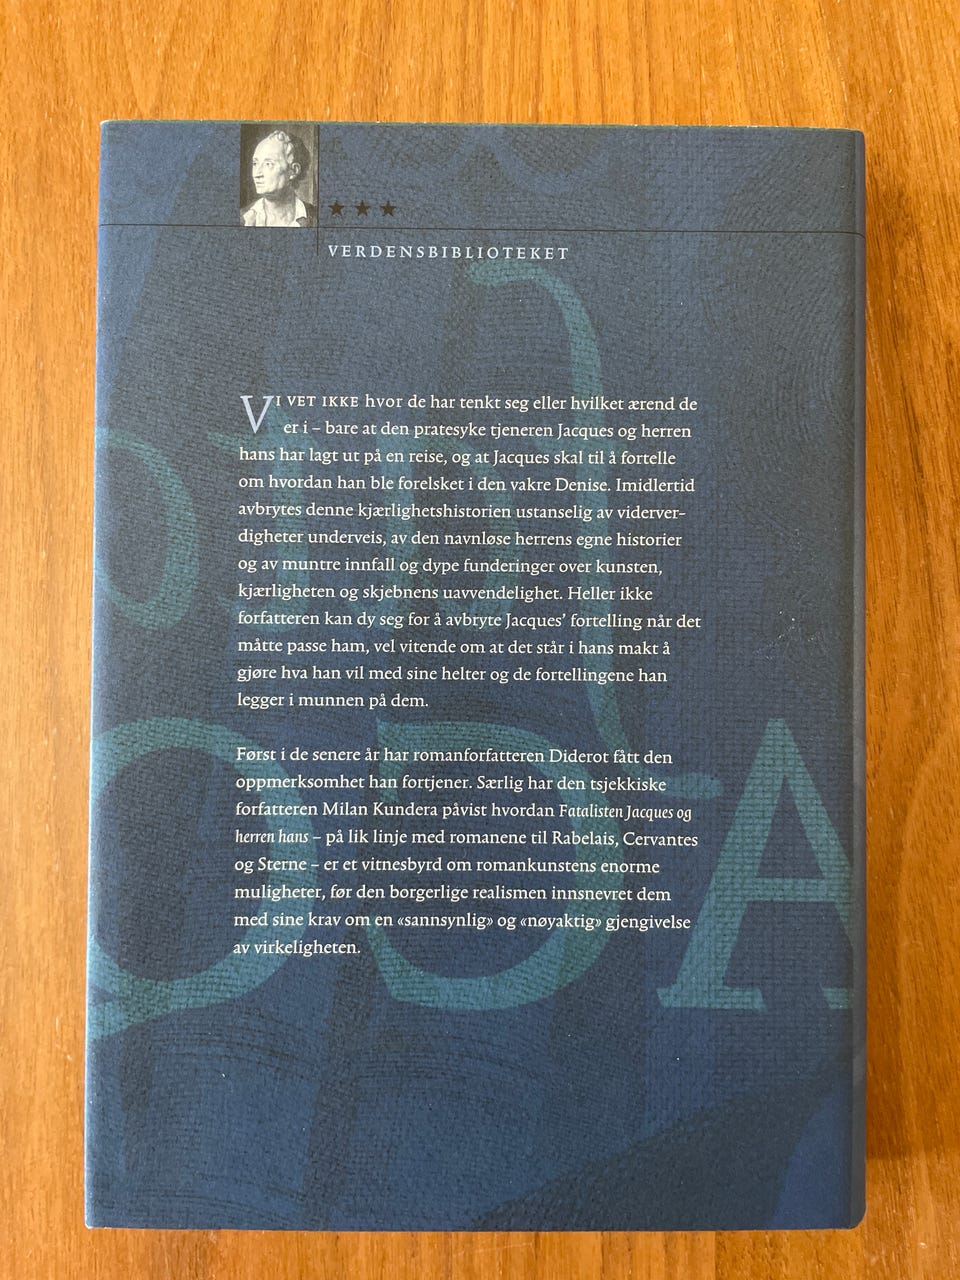 ★★★
VERDENSBIBLIOTEKET
VI VET IKKE hvor de har tenkt seg eller hvilket ærend de
er i – bare at den pratesyke tjeneren Jacques og herren
hans har lagt ut på en reise, og at Jacques skal til å fortelle
om hvordan han ble forelsket i den vakre Denise. Imidlertid
avbrytes denne kjærlighetshistorien ustanselig av viderver-
digheter underveis, av den navnløse herrens egne historier
og av muntre innfall og dype funderinger over kunsten,
kjærligheten og skjebnens uavvendelighet. Heller ikke
forfatteren kan dy seg for å avbryte Jacques’ fortelling når det
måtte passe ham, vel vitende om at det står i hans makt å
gjøre hva han vil med sine helter og de fortellingene han
legger i munnen på dem.
Først i de senere år har romanforfatteren Diderot fått den
oppmerksomhet han fortjener. Særlig har den tsjekkiske
forfatteren Milan Kundera påvist hvordan Fatalisten Jacques og
herren hans – på lik linje med romanene til Rabelais, Cervantes
og Sterne – er et vitnesbyrd om romankunstens enorme
muligheter, før den borgerlige realismen innsnevret dem
med sine krav om en «sannsynlig» og «nøyaktig» gjengivelse
av virkeligheten.